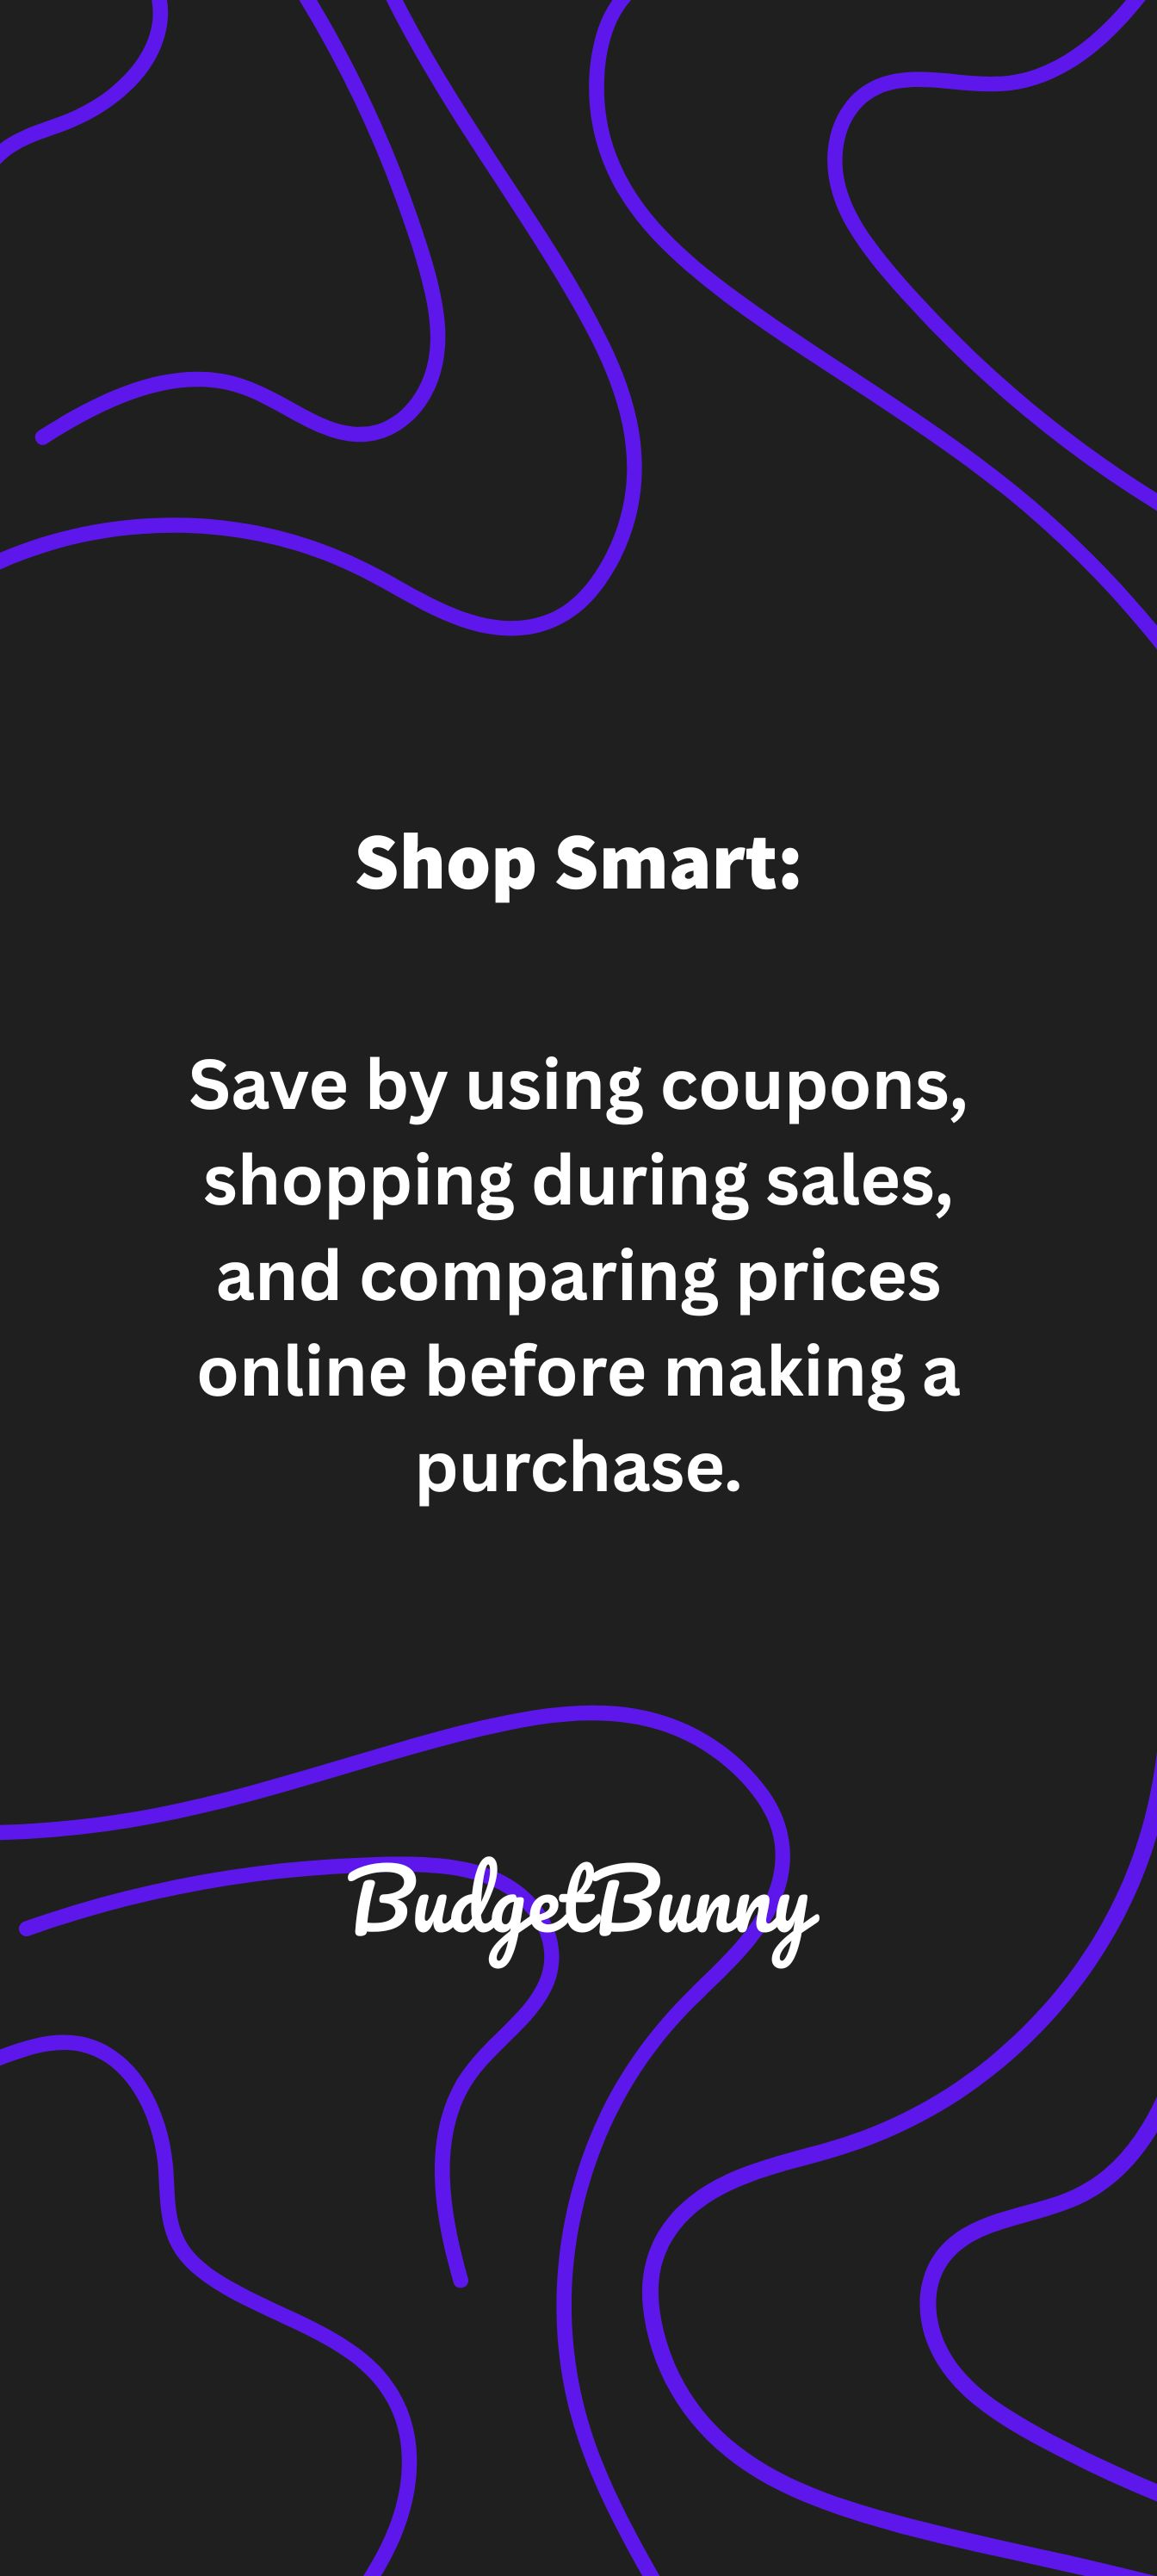 Shop Smart:
Save by using coupons,
shopping during sales,
and comparing prices
online before making a
purchase.
BudgetBunny